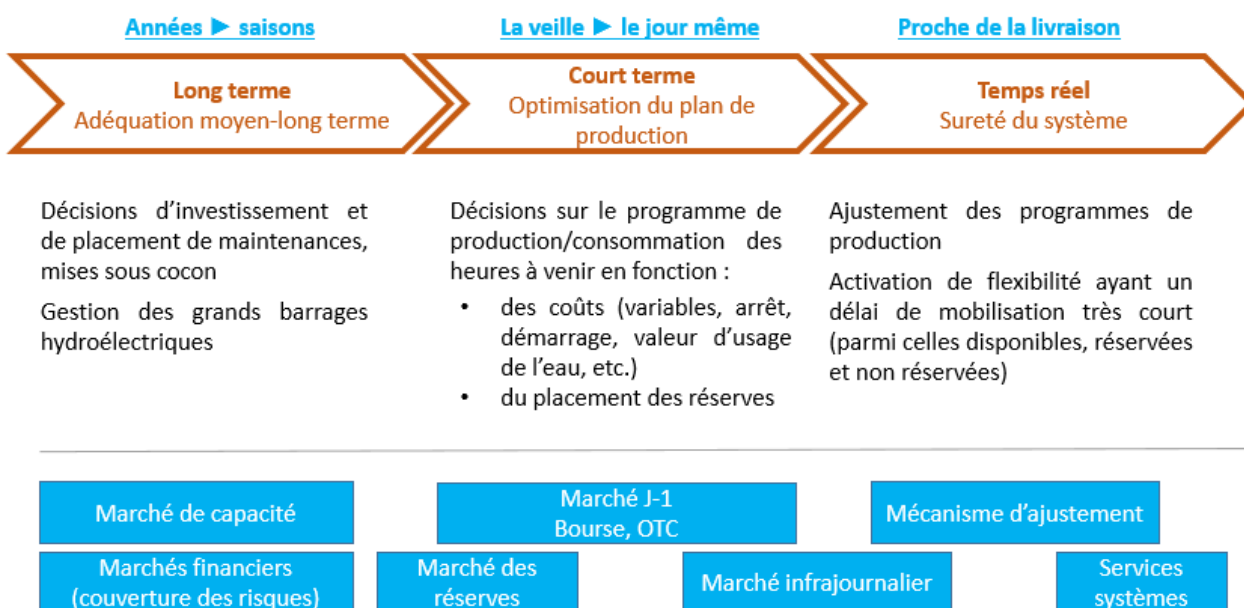 Années ► saisons
La veille ► le jour même
Proche de la livraison
Long terme
Adéquation moyen-long terme
Court terme
Optimisation du plan de
production
Temps réel
Sureté du système
Décisions d'investissement et
de placement de maintenances,
mises sous cocon
Gestion des grands barrages
hydroélectriques
Décisions sur le programme de
production/consommation des
heures à venir en fonction :
• des coûts (variables, arrêt,
démarrage, valeur d'usage
de l'eau, etc.)
• du placement des réserves
Ajustement des programmes de
production
Activation de flexibilité ayant un
délai de mobilisation très court
(parmi celles disponibles, réservées
et non réservées)
Marché de capacité
Marché J-1
Bourse, OTC
Mécanisme d'ajustement
Marchés financiers
(couverture des risques)
Marché des
réserves
Marché infrajournalier
Services
systèmes